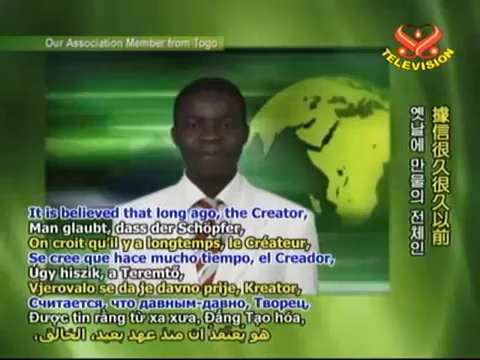 Our Association Member from Togo
TELEVISION
據信很久很久以前
옛날에 만물의 전체인
It is believed that long ago, the Creator,
Man glaubt, dass der Schöpfer,
On croit qu'il y a longtemps, le Créateur,
Se cree que hace mucho tiempo, el Creador,
Úgy hiszik, a Teremtő,
Vjerovalo se da je davno prije, Kreator,
Считается, что давным-давно, Творец,
Được tin rằng từ xa xưa, Đấng Tạo hóa,
هو يُعتقدُ ان منذ عهد بعيد، الخالق،